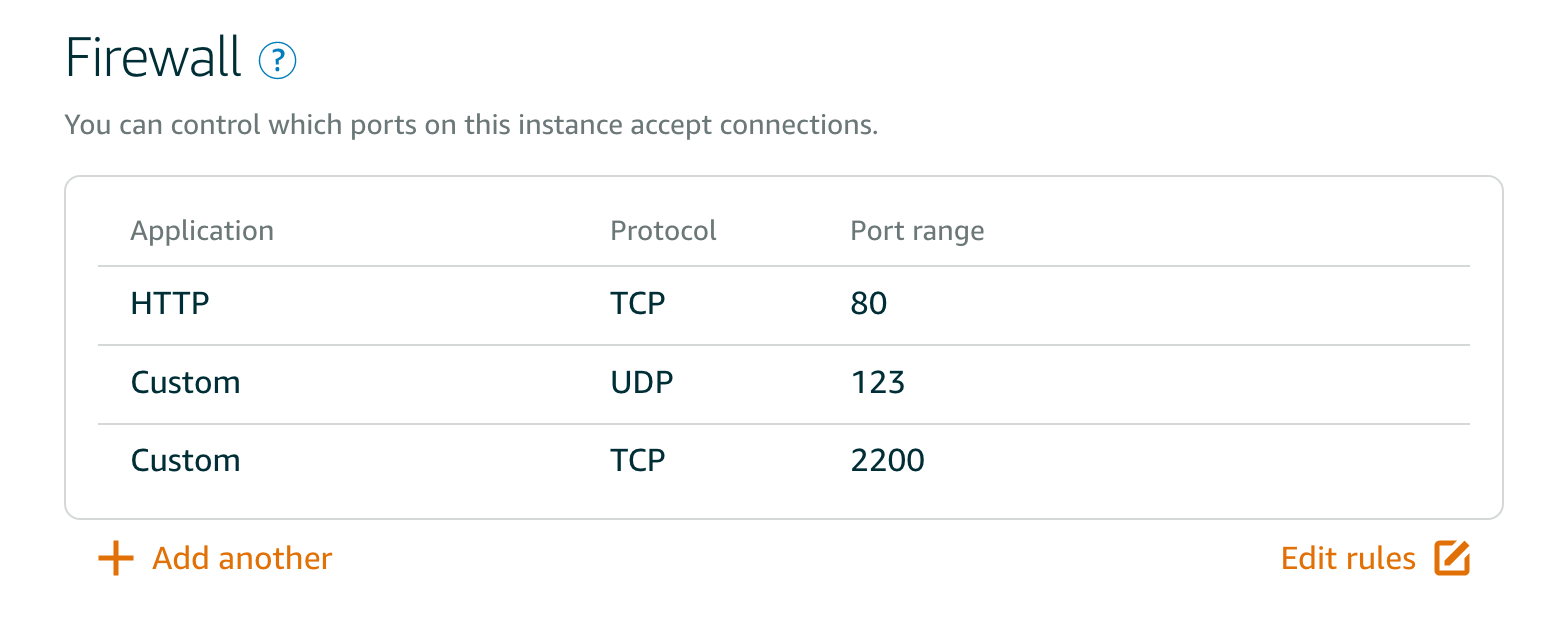 Firewall ?
You can control which ports on this instance accept connections.
Application Protocol Port range
HTTP TCP 80
Custom UDP 123
Custom TCP 2200
Add another Edit rules